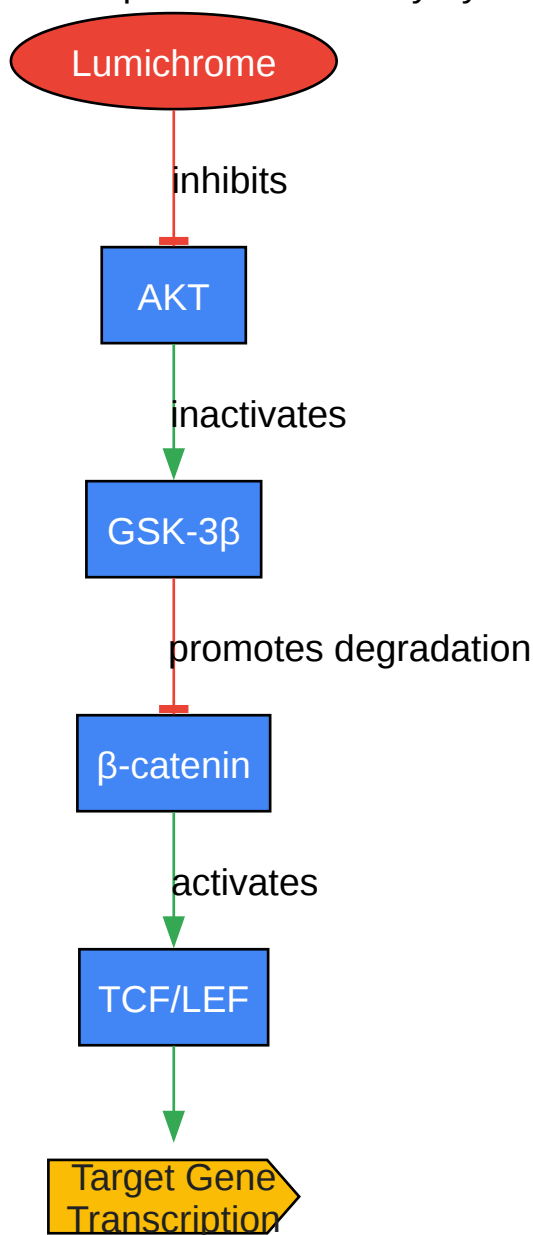 Lumichrome
inhibits
AKT
inactivates
GSK-3β
promotes degradation
β-catenin
activates
TCF/LEF
Target Gene
Transcription